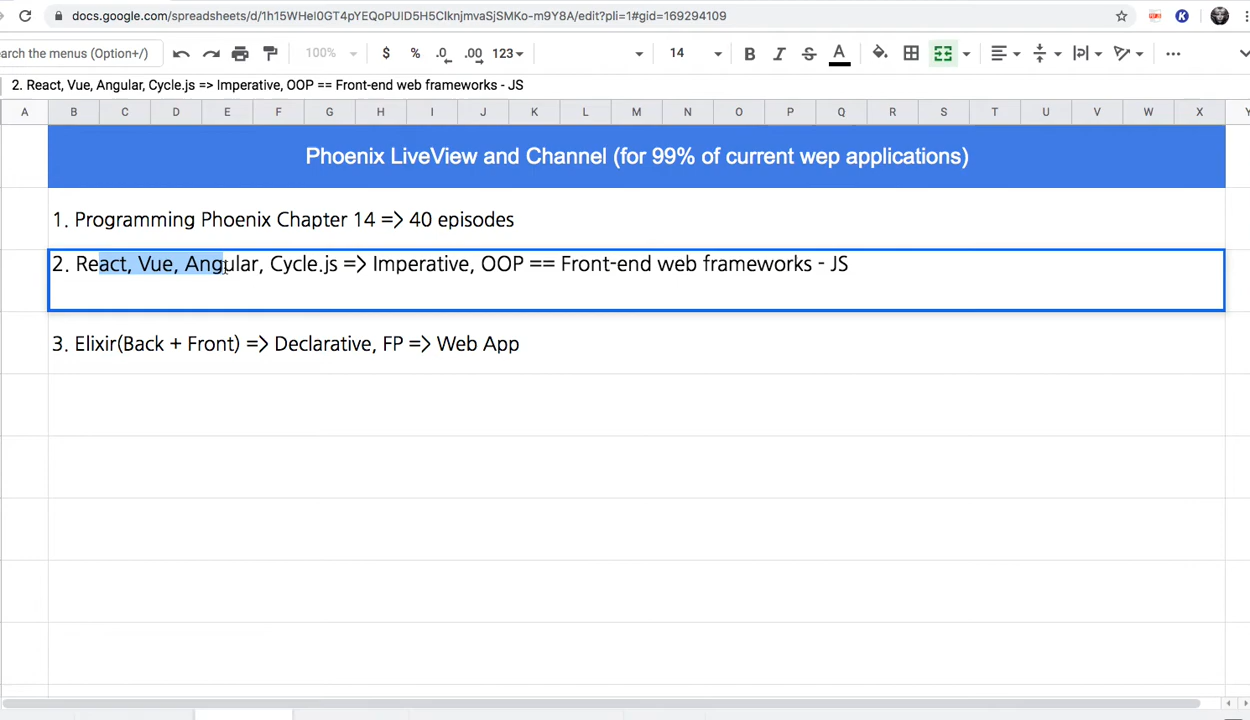 docs.google.com/spreadsheets/d/1h15WHeI0GT4pYEQoPUID5H5CIknjmvaSjSMKo-m9Y8A/edit?pli=1#gid=169294109
earch the menus (Option+/) 100% $ % .0 .00 123 14 B I S A
2. React, Vue, Angular, Cycle.js => Imperative, OOP == Front-end web frameworks - JS
A B C D E F G H I J K L M N O P Q R S T U V W X Y
Phoenix LiveView and Channel (for 99% of current wep applications)
1. Programming Phoenix Chapter 14 => 40 episodes
2. React, Vue, Angular, Cycle.js => Imperative, OOP == Front-end web frameworks - JS
3. Elixir(Back + Front) => Declarative, FP => Web App